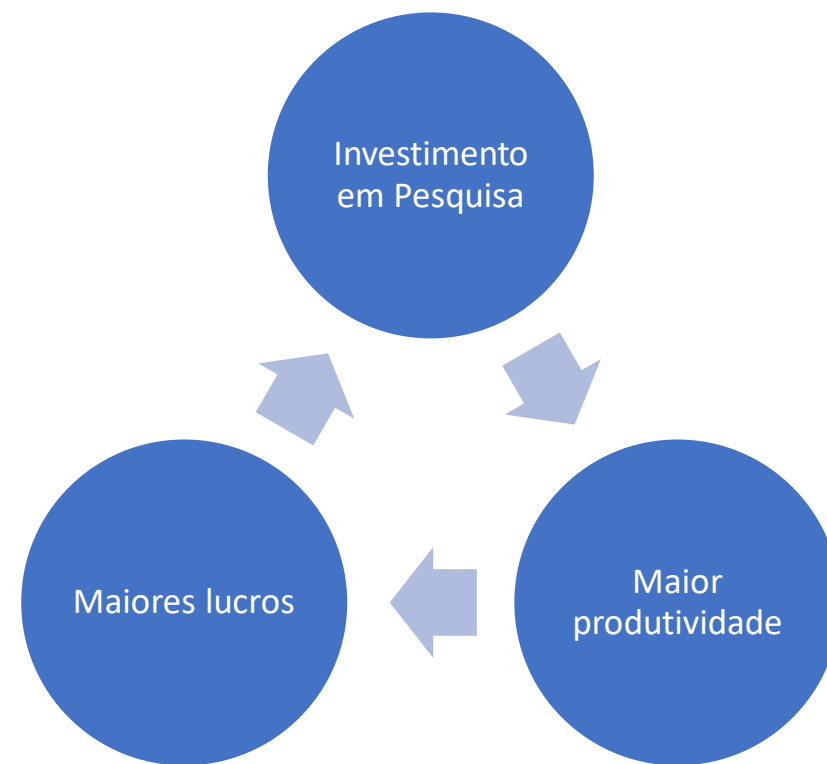 Investimento
em Pesquisa
Maior
produtividade
Maiores lucros